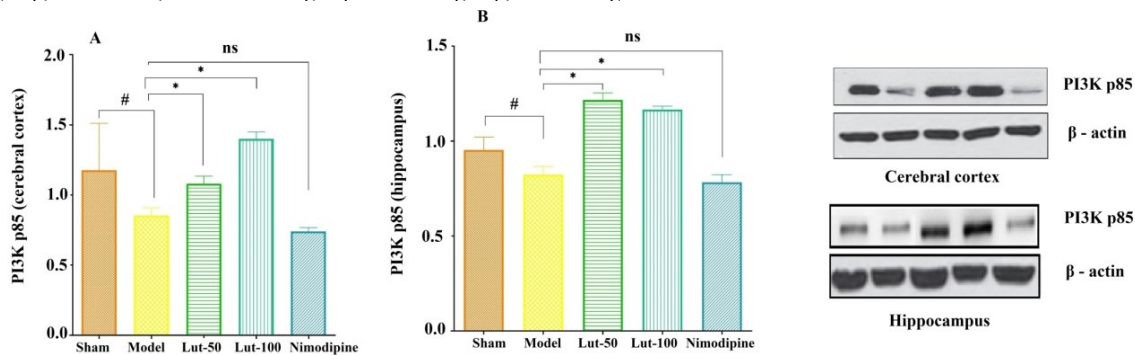 A
PI3K p85 (cerebral cortex)
2.0
1.5
1.0
0.5
0.0
ns
*
*
#
Sham Model Lut-50 Lut-100 Nimodipine
B
PI3K p85 (hippocampus)
1.5
1.0
0.5
0.0
ns
*
*
#
Sham Model Lut-50 Lut-100 Nimodipine
PI3K p85
β - actin
Cerebral cortex
PI3K p85
β - actin
Hippocampus